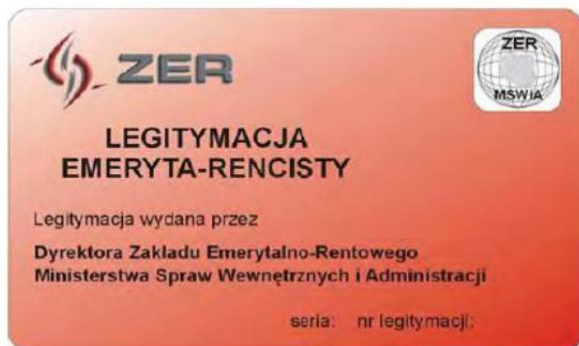 ZER
ZER
MSWiA
LEGITYMACJA
EMERYTA-RENCISTY
Legitymacja wydana przez
Dyrektora Zakładu Emerytalno-Rentowego
Ministerstwa Spraw Wewnętrznych i Administracji
seria: nr legitymacji: